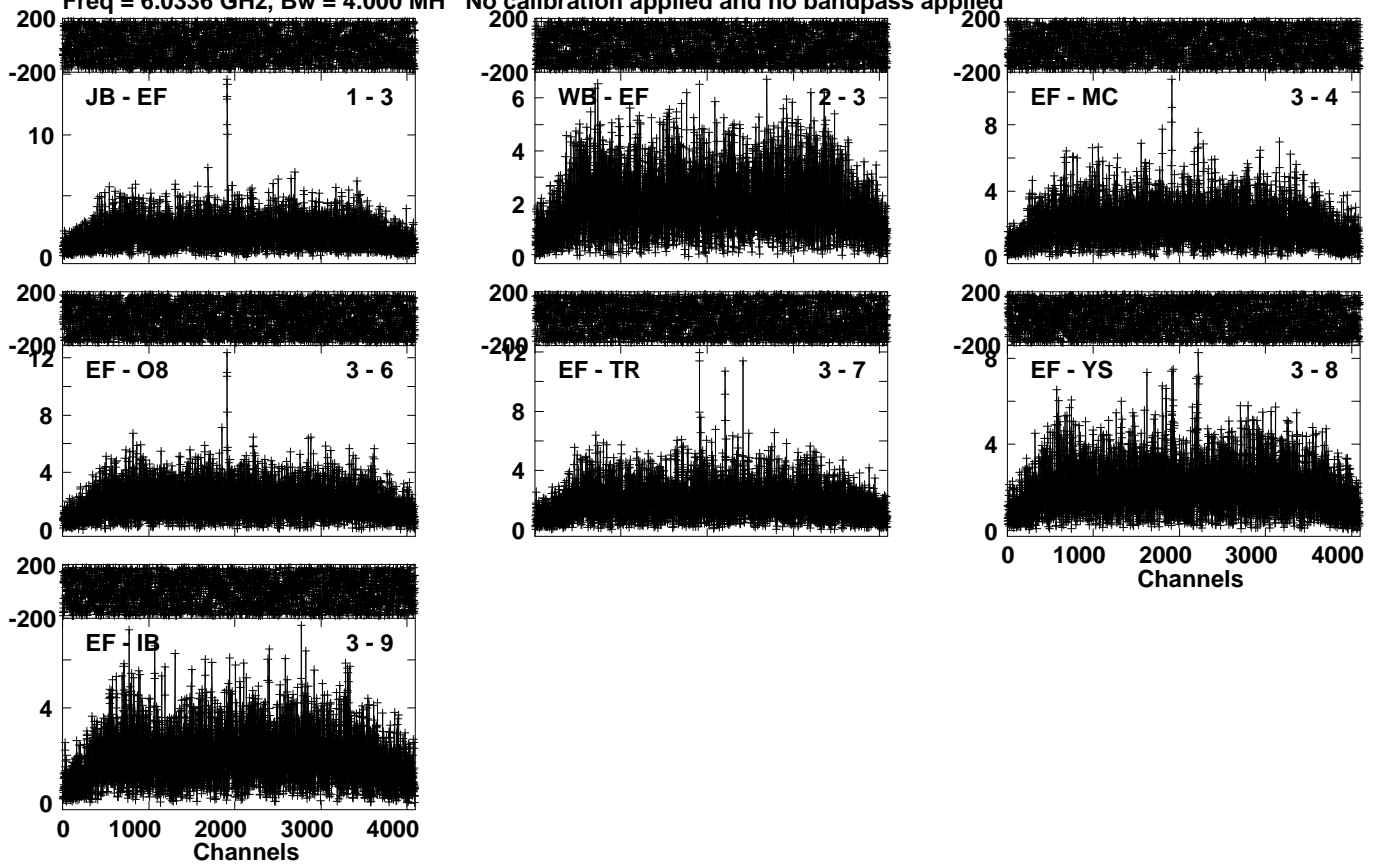 Freq = 6.0336 GHz, Bw = 4.000 MH No calibration applied and no bandpass applied
200 200 200
-200 -200 -200
JB - EF 1 - 3 WB - EF 2 - 3 EF - MC 3 - 4
10 6 8
4 4
2
0 0 0
200 200 200
-200 -200 -200
12 12 8
EF - O8 3 - 6 EF - TR 3 - 7 EF - YS 3 - 8
8 8 4
4 4
0 0 0
0 1000 2000 3000 4000
Channels
200
-200
EF - IB 3 - 9
4
0
0 1000 2000 3000 4000
Channels